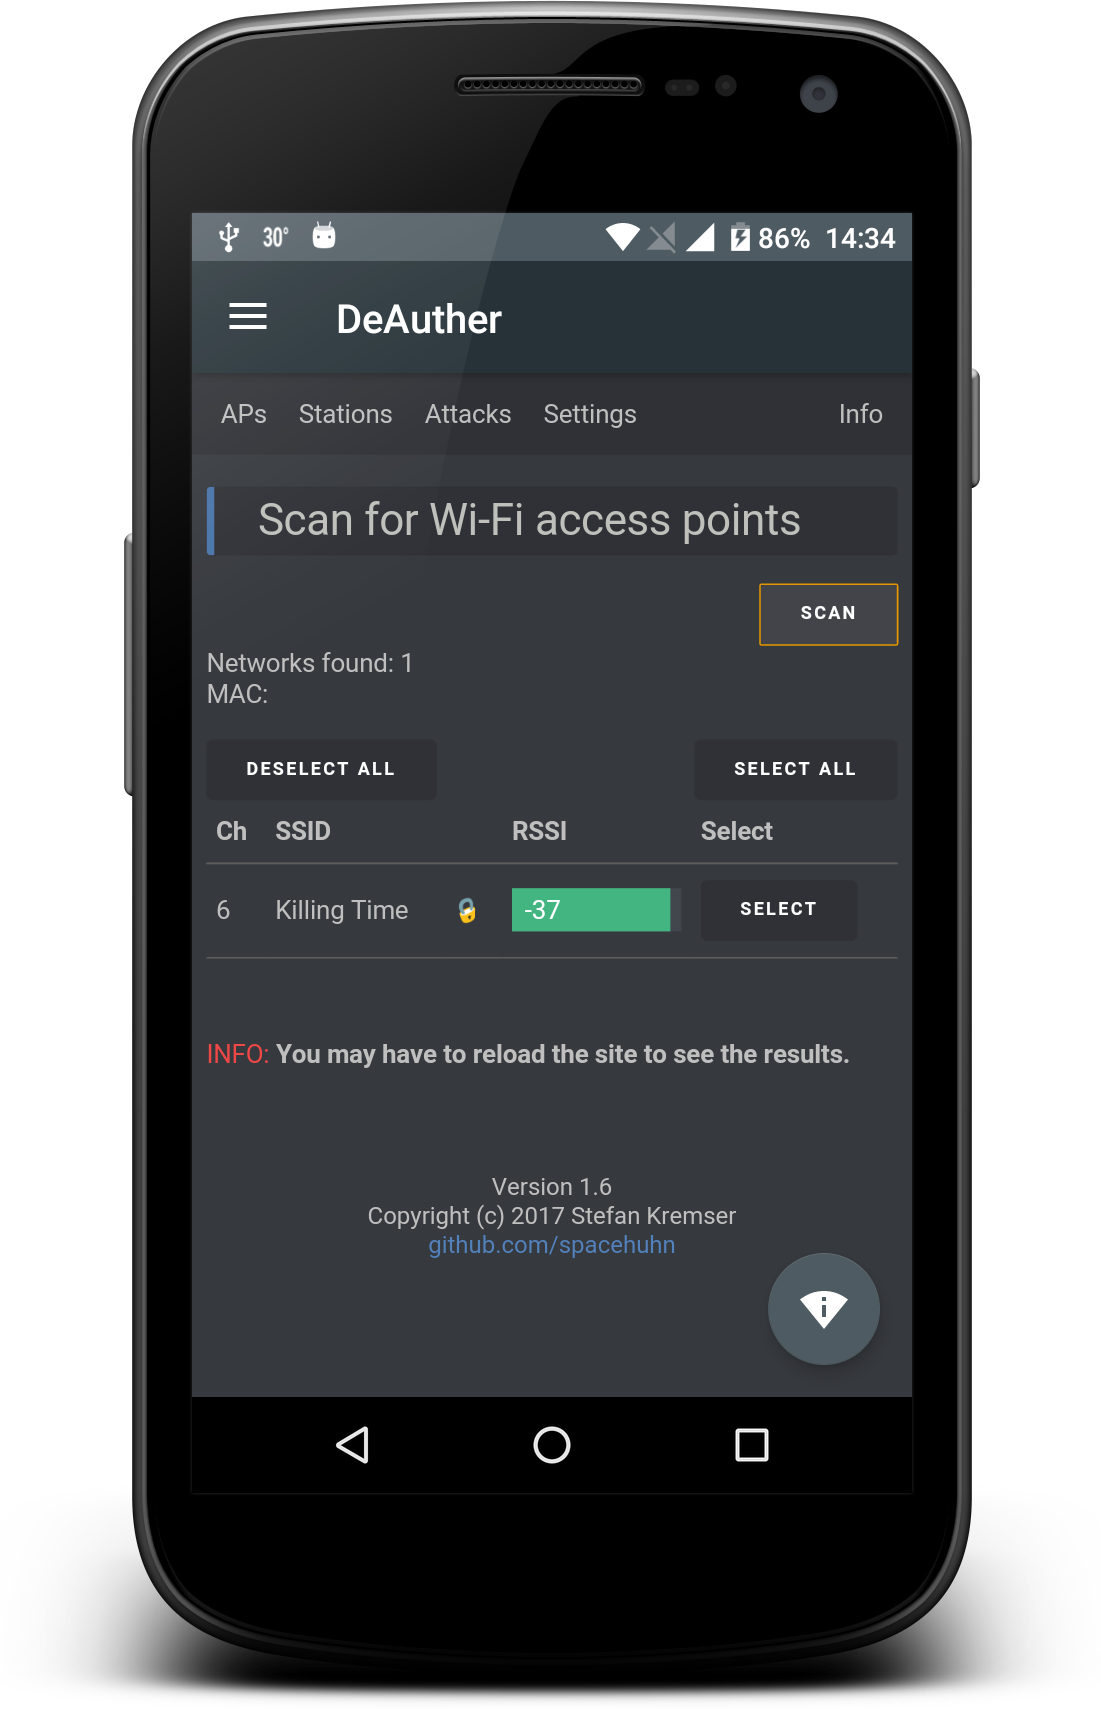 30° 86% 14:34
DeAuther
APs Stations Attacks Settings Info
Scan for Wi-Fi access points
SCAN
Networks found: 1
MAC:
DESELECT ALL SELECT ALL
Ch SSID RSSI Select
6 Killing Time 🔒 -37 SELECT
INFO: You may have to reload the site to see the results.
Version 1.6
Copyright (c) 2017 Stefan Kremser
github.com/spacehuhn